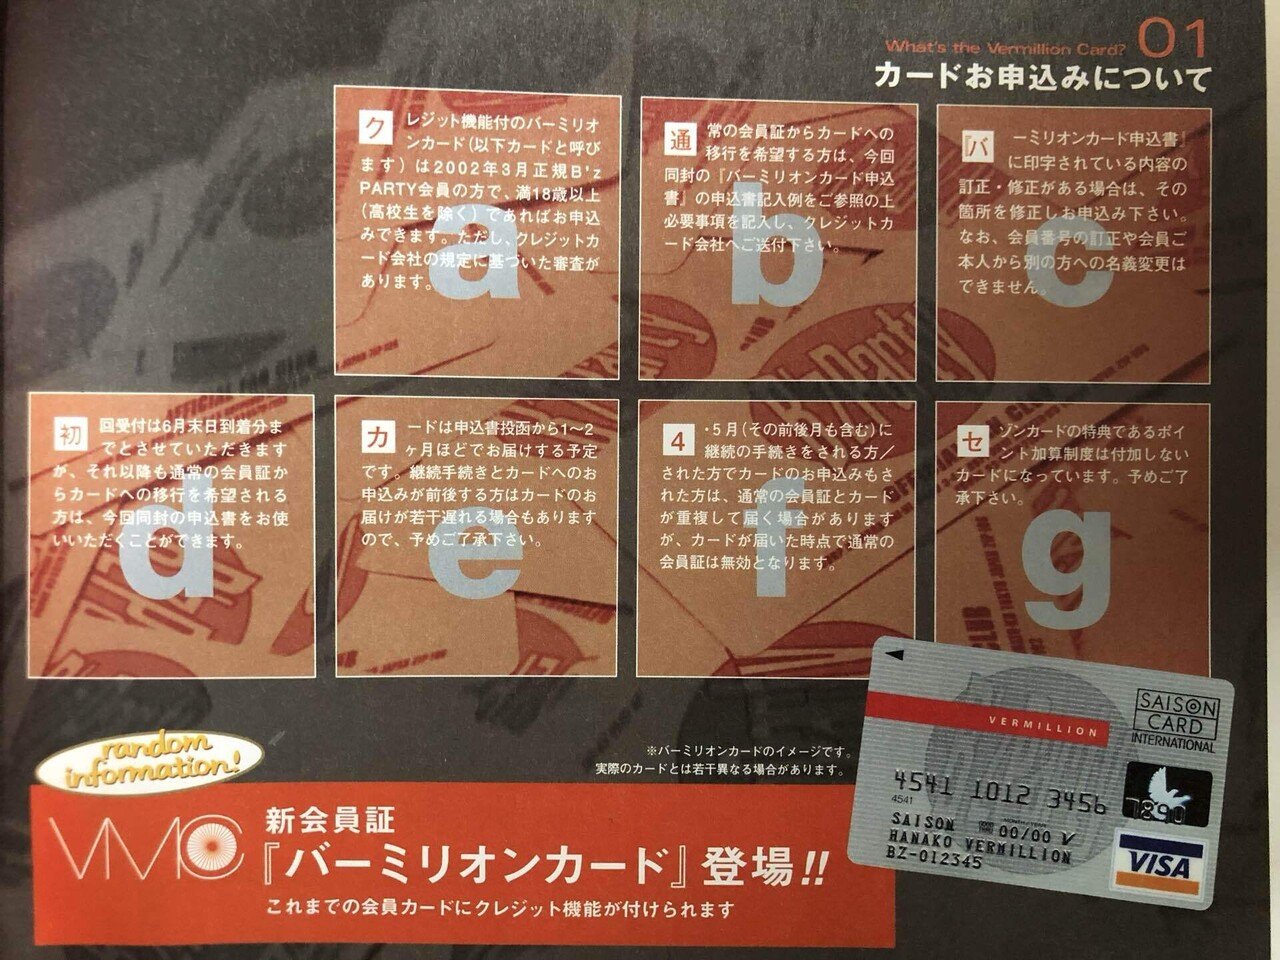 What's the Vermillion Card? 01
カードお申込みについて
クレジット機能付のバーミリオ
ンカード(以下カードと呼び
ます)は2002年3月正規B'z
PARTY会員の方で、満18歳以上
(高校生を除く)であればお申込
みできます。ただし、クレジットカ
ード会社の規定に基づいた審査が
あります。
a
通常の会員証からカードへの
移行を希望する方は、今回
同封の『バーミリオンカード申込
書』の申込書記入例をご参照の上
必要事項を記入し、クレジットカ
ード会社へご送付下さい。
b
『バーミリオンカード申込書』
に印字されている内容の
訂正・修正がある場合は、その
箇所を修正しお申込み下さい。
なお、会員番号の訂正や会員ご
本人から別の方への名義変更は
できません。
c
初回受付は6月末日到着分ま
でとさせていただきます
が、それ以降も通常の会員証か
らカードへの移行を希望される
方は、今回同封の申込書をお使
いいただくことができます。
d
カードは申込書投函から1〜2
ヶ月ほどでお届けする予定
です。継続手続きとカードへのお
申込みが前後する方はカードのお
届けが若干遅れる場合もあります
ので、予めご了承下さい。
e
4・5月(その前後月も含む)に
継続の手続きをされる方/
された方でカードのお申込みもさ
れた方は、通常の会員証とカード
が重複して届く場合があります
が、カードが届いた時点で通常の
会員証は無効となります。
f
セゾンカードの特典であるポイ
ント加算制度は付加しない
カードになっています。予めご了
承下さい。
g
B'z Party
※バーミリオンカードのイメージです。
実際のカードとは若干異なる場合があります。
VERMILLION
SAISON
CARD
INTERNATIONAL
4541 1012 3456 7890
4541
SAISON 00/00 V
HANAKO VERMILLION
BZ-012345
VISA
random
information!
VMC
新会員証
『バーミリオンカード』登場!!
これまでの会員カードにクレジット機能が付けられます